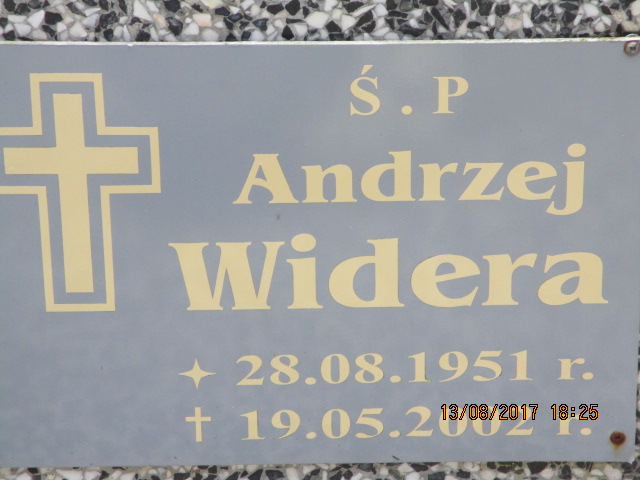 Ś.P
Andrzej
Widera
28.08.1951 r.
19.05.2002 r.
13/08/2017 18:25